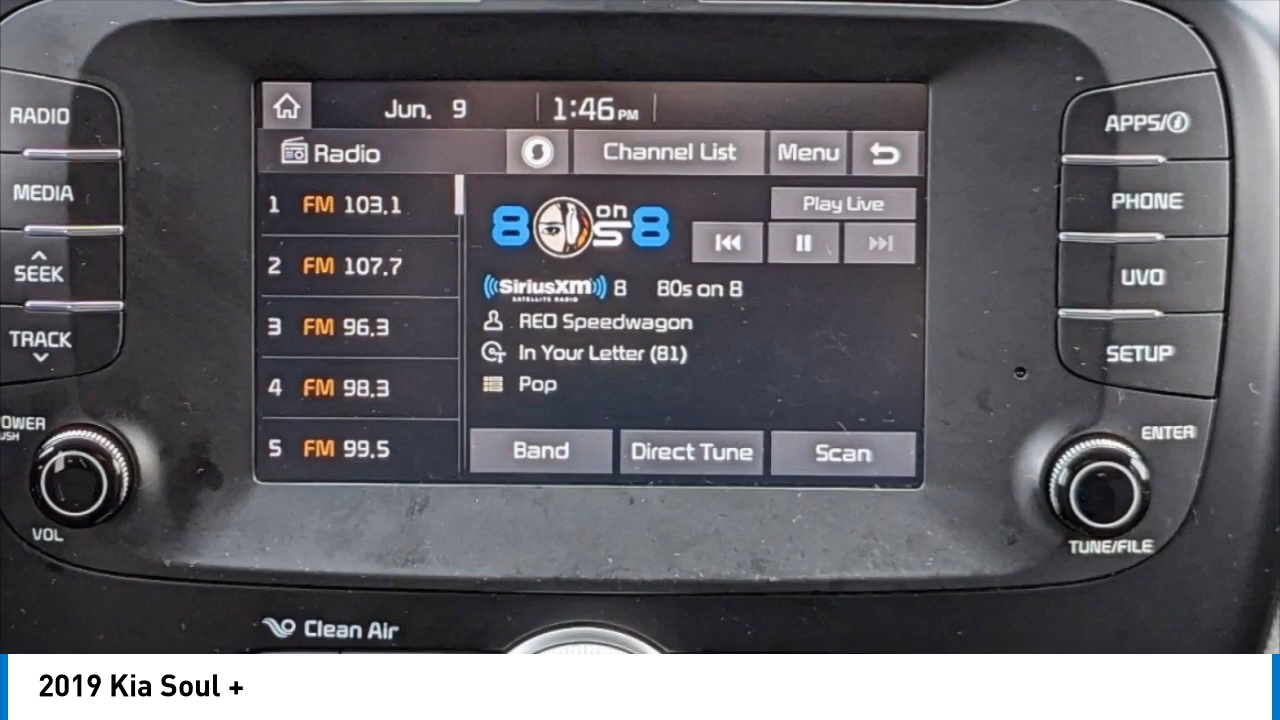 Jun. 9 1:46 PM
Radio Channel List Menu
1 FM 103.1
2 FM 107.7
3 FM 96.3
4 FM 98.3
5 FM 99.5
80s on 8
Play Live
SiriusXM 8 80s on 8
SATELLITE RADIO
REO Speedwagon
In Your Letter (81)
Pop
Band Direct Tune Scan
RADIO
MEDIA
SEEK
TRACK
VOL
APPS/i
PHONE
UVO
SETUP
ENTER
TUNE/FILE
Clean Air
2019 Kia Soul +